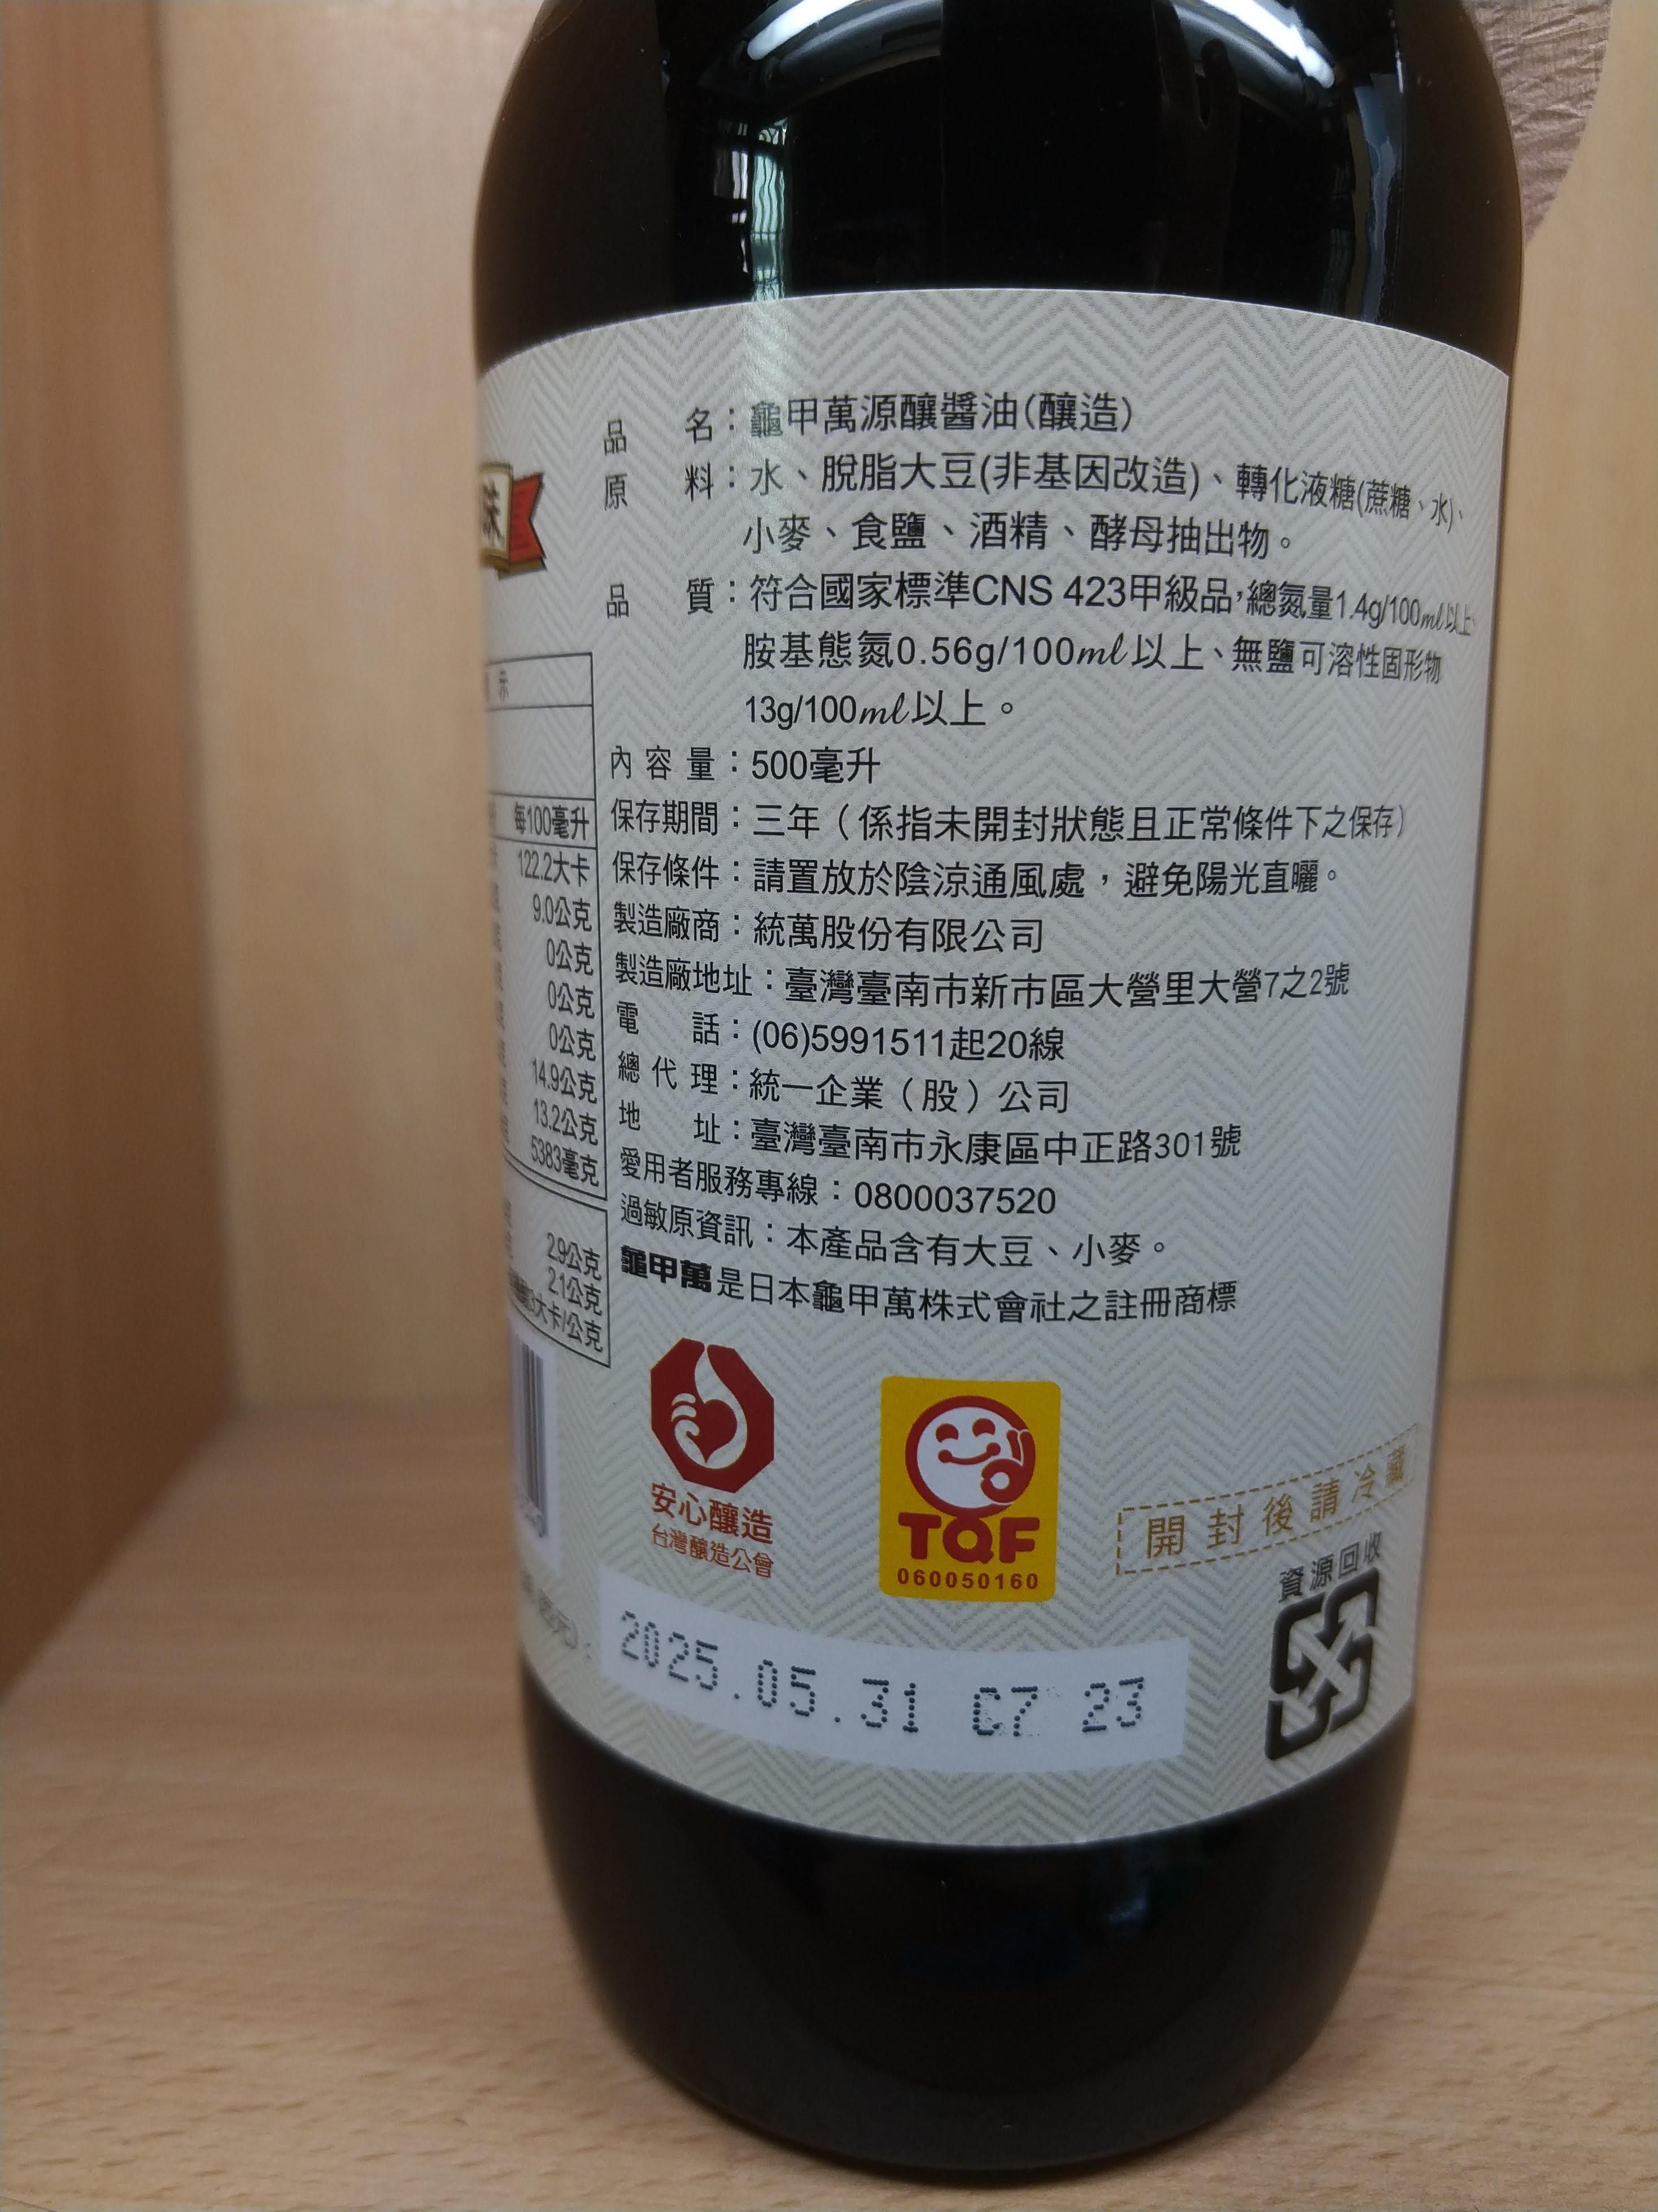 味
示
每100毫升
122.2大卡
9.0公克
0公克
0公克
0公克
14.9公克
13.2公克
5383毫克
2.9公克
2.1公克
3大卡/公克
品名：龜甲萬源釀醬油(釀造)
原料：水、脫脂大豆(非基因改造)、轉化液糖(蔗糖、水)、
小麥、食鹽、酒精、酵母抽出物。
品質：符合國家標準CNS 423甲級品，總氮量1.4g/100ml以上、
胺基態氮0.56g/100ml以上、無鹽可溶性固形物
13g/100ml以上。
內容量：500毫升
保存期間：三年（係指未開封狀態且正常條件下之保存）
保存條件：請置放於陰涼通風處，避免陽光直曬。
製造廠商：統萬股份有限公司
製造廠地址：臺灣臺南市新市區大營里大營7之2號
電話：(06)5991511起20線
總代理：統一企業（股）公司
地址：臺灣臺南市永康區中正路301號
愛用者服務專線：0800037520
過敏原資訊：本產品含有大豆、小麥。
龜甲萬是日本龜甲萬株式會社之註冊商標
安心釀造
台灣釀造公會
TQF
060050160
開封後請冷藏
資源回收
2025.05.31 C7 23